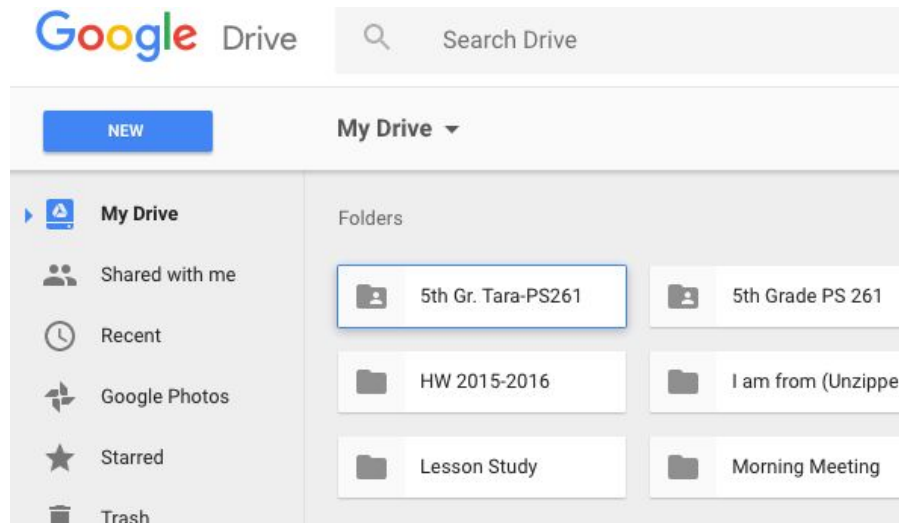 Google Drive
Search Drive
NEW
My Drive
My Drive
Shared with me
Recent
Google Photos
Starred
Trash
Folders
5th Gr. Tara-PS261
5th Grade PS 261
HW 2015-2016
I am from (Unzippe
Lesson Study
Morning Meeting